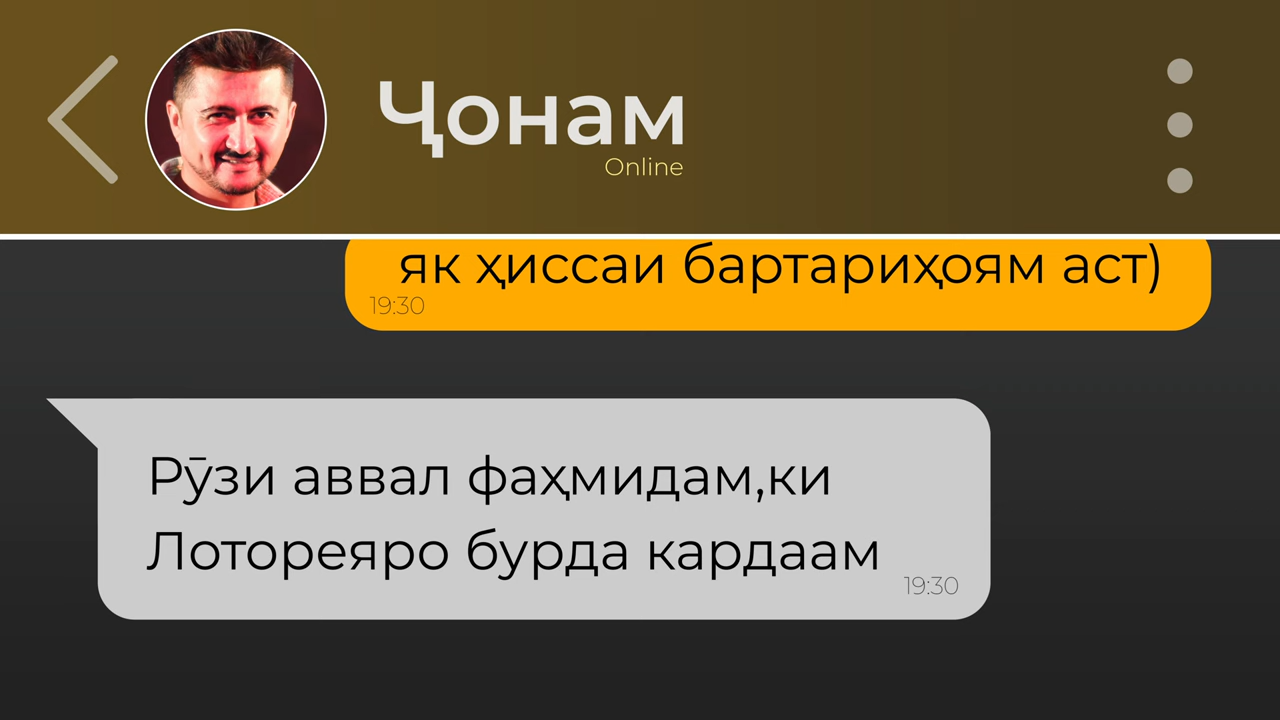 Ҷонам
Online
як ҳиссаи бартариҳоям аст)
19:30
Рӯзи аввал фаҳмидам,ки
Лотореяро бурда кардаам
19:30